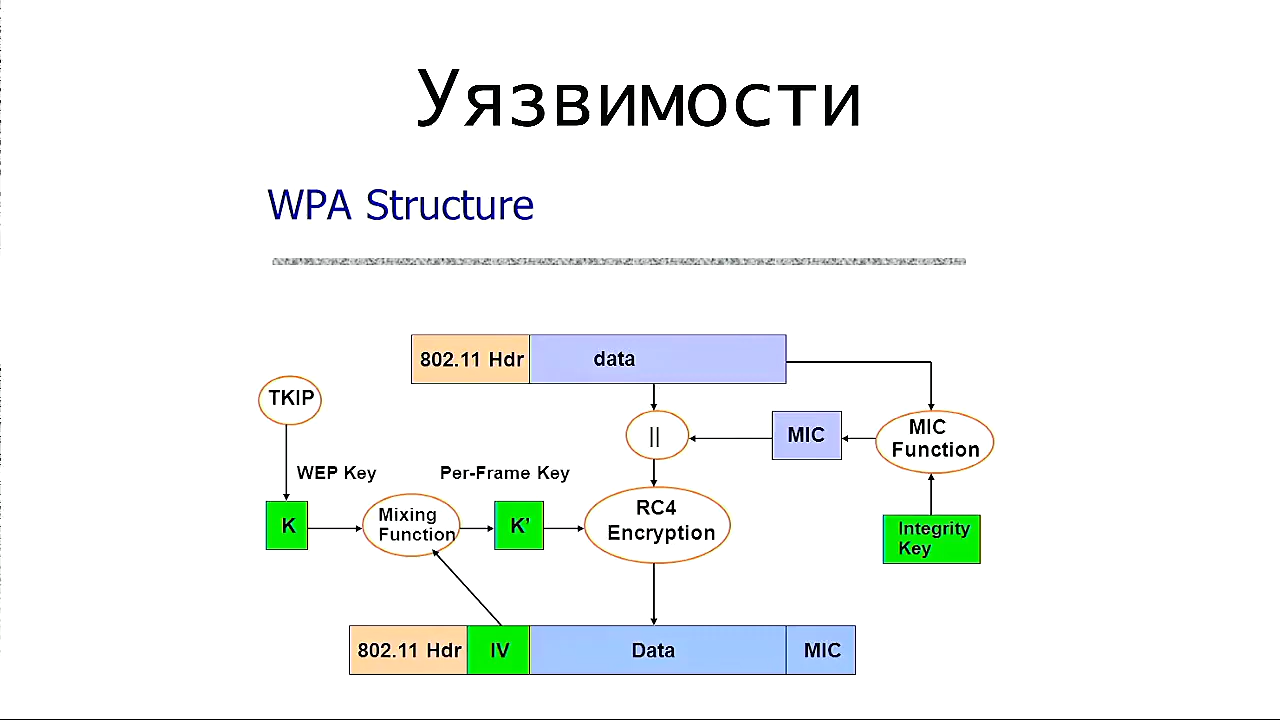 Уязвимости
WPA Structure
802.11 Hdr
data
TKIP
||
MIC
MIC
Function
WEP Key
Per-Frame Key
K
Mixing
Function
K'
RC4
Encryption
Integrity
Key
802.11 Hdr
IV
Data
MIC